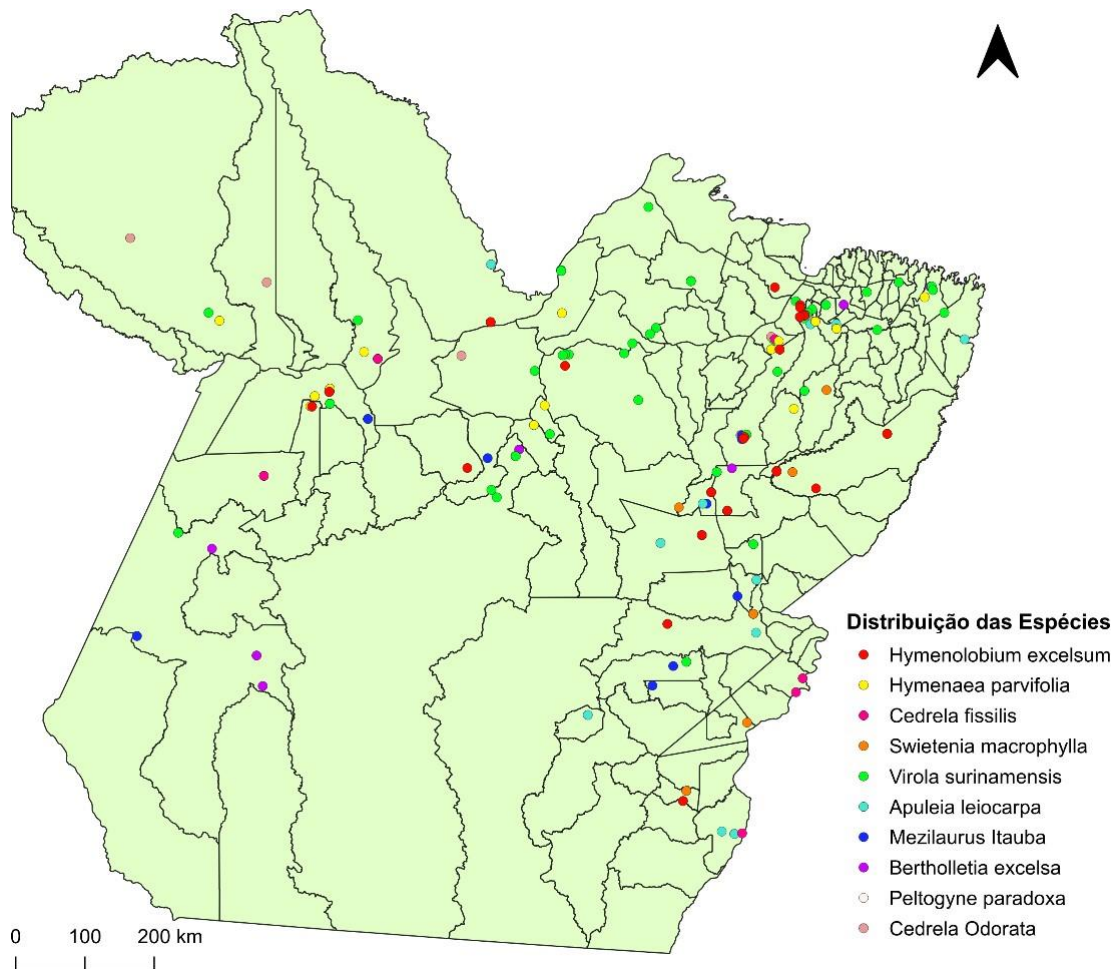 Distribuição das Espécies
Hymenolobium excelsum
Hymenaea parvifolia
Cedrela fissilis
Swietenia macrophylla
Virola surinamensis
Apuleia leiocarpa
Mezilaurus Itauba
Bertholletia excelsa
Peltogyne paradoxa
Cedrela Odorata
0 100 200 km